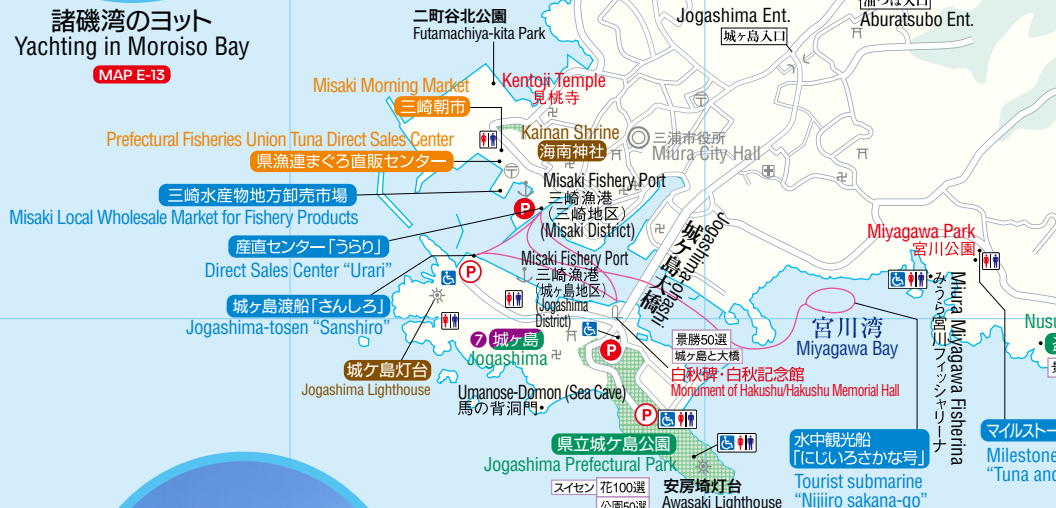 諸磯湾のヨット
Yachting in Moroiso Bay
MAP E-13
二町谷北公園
Futamachiya-kita Park
Jogashima Ent.
城ヶ島入口
Aburatsubo Ent.
Misaki Morning Market
三崎朝市
Kentoji Temple
見桃寺
Prefectural Fisheries Union Tuna Direct Sales Center
県漁連まぐろ直販センター
Kainan Shrine
海南神社
三浦市役所
Miura City Hall
三崎水産物地方卸売市場
Misaki Local Wholesale Market for Fishery Products
Misaki Fishery Port
三崎漁港
(三崎地区)
(Misaki District)
P
産直センター「うらり」
Direct Sales Center “Urari”
城ケ島大橋
Jogashimaohashi
Miyagawa Park
宮川公園
Misaki Fishery Port
三崎漁港
(城ヶ島地区)
(Jogashima
District)
P
城ヶ島渡船「さんしろ」
Jogashima-tosen “Sanshiro”
みうら宮川フィッシャリーナ
Miura Miyagawa Fisherina
宮川湾
Miyagawa Bay
7 城ヶ島
Jogashima
P
景勝50選
城ヶ島と大橋
白秋碑・白秋記念館
Monument of Hakushu/Hakushu Memorial Hall
城ケ島灯台
Jogashima Lighthouse
Umanose-Domon (Sea Cave)
馬の背洞門
P
県立城ケ島公園
Jogashima Prefectural Park
水中観光船
「にじいろさかな号」
Tourist submarine
“Nijiiro sakana-go”
マイルストー
Milestone
“Tuna and
Nusu
スイセン 花100選
公園50選
安房埼灯台
Awasaki Lighthouse